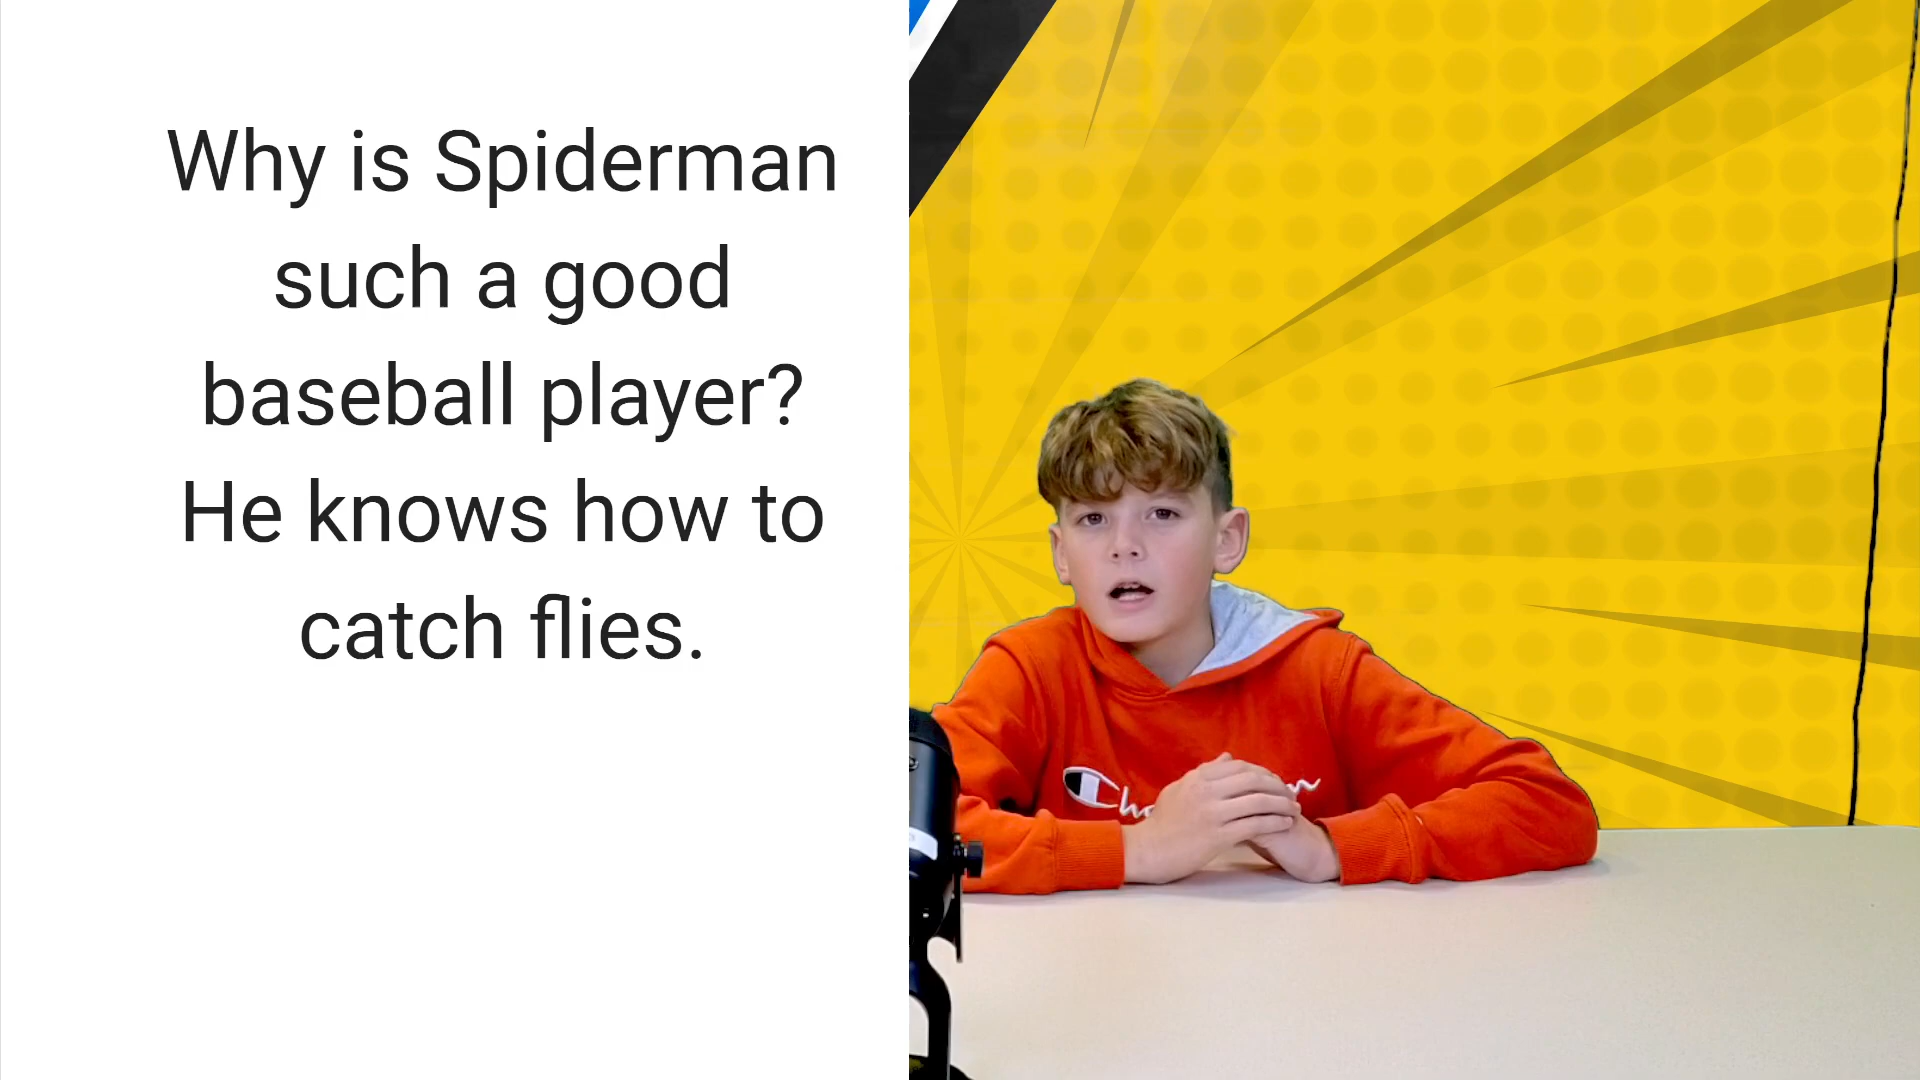 Why is Spiderman
such a good
baseball player?
He knows how to
catch flies.